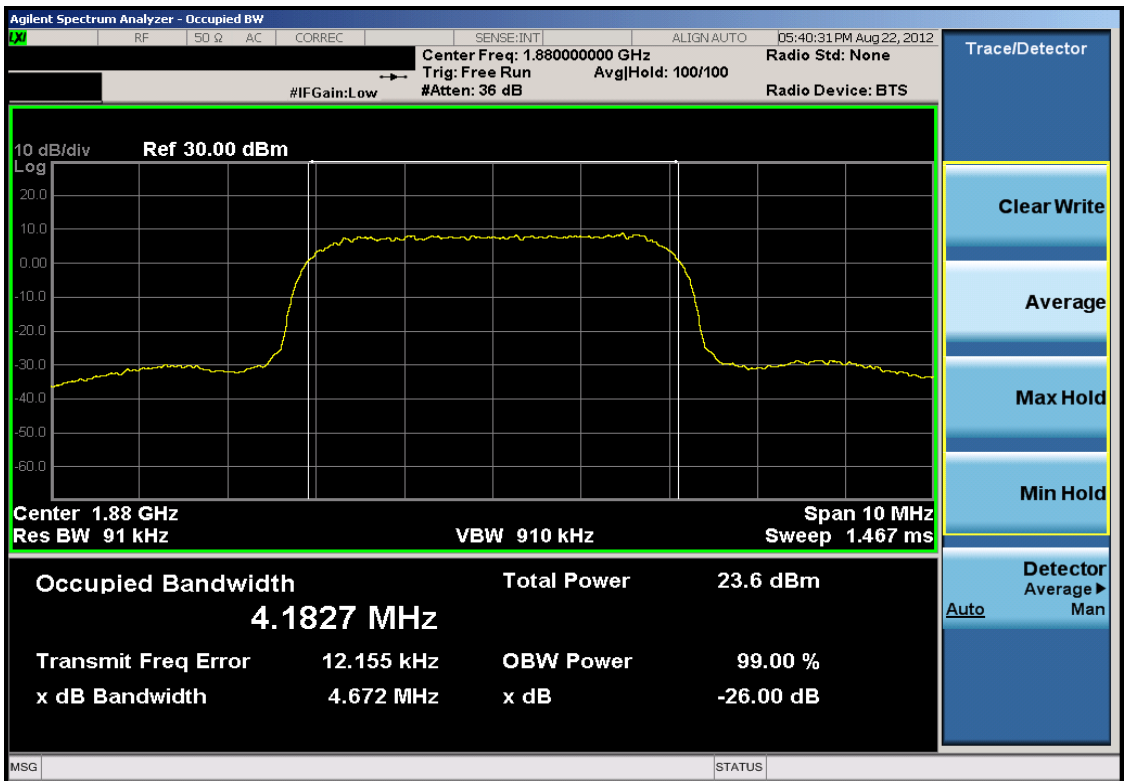 Agilent Spectrum Analyzer - Occupied BW
LXI RF 50 Ω AC CORREC SENSE:INT ALIGN AUTO 05:40:31 PM Aug 22, 2012
Center Freq: 1.880000000 GHz Radio Std: None
Trig: Free Run Avg|Hold: 100/100
#IFGain:Low #Atten: 36 dB Radio Device: BTS
10 dB/div Ref 30.00 dBm
Log
20.0
10.0
0.00
-10.0
-20.0
-30.0
-40.0
-50.0
-60.0
Center 1.88 GHz Span 10 MHz
Res BW 91 kHz VBW 910 kHz Sweep 1.467 ms
Occupied Bandwidth Total Power 23.6 dBm
4.1827 MHz
Transmit Freq Error 12.155 kHz OBW Power 99.00 %
x dB Bandwidth 4.672 MHz x dB -26.00 dB
MSG STATUS
Trace/Detector
Clear Write
Average
Max Hold
Min Hold
Detector
Average▶
Auto Man